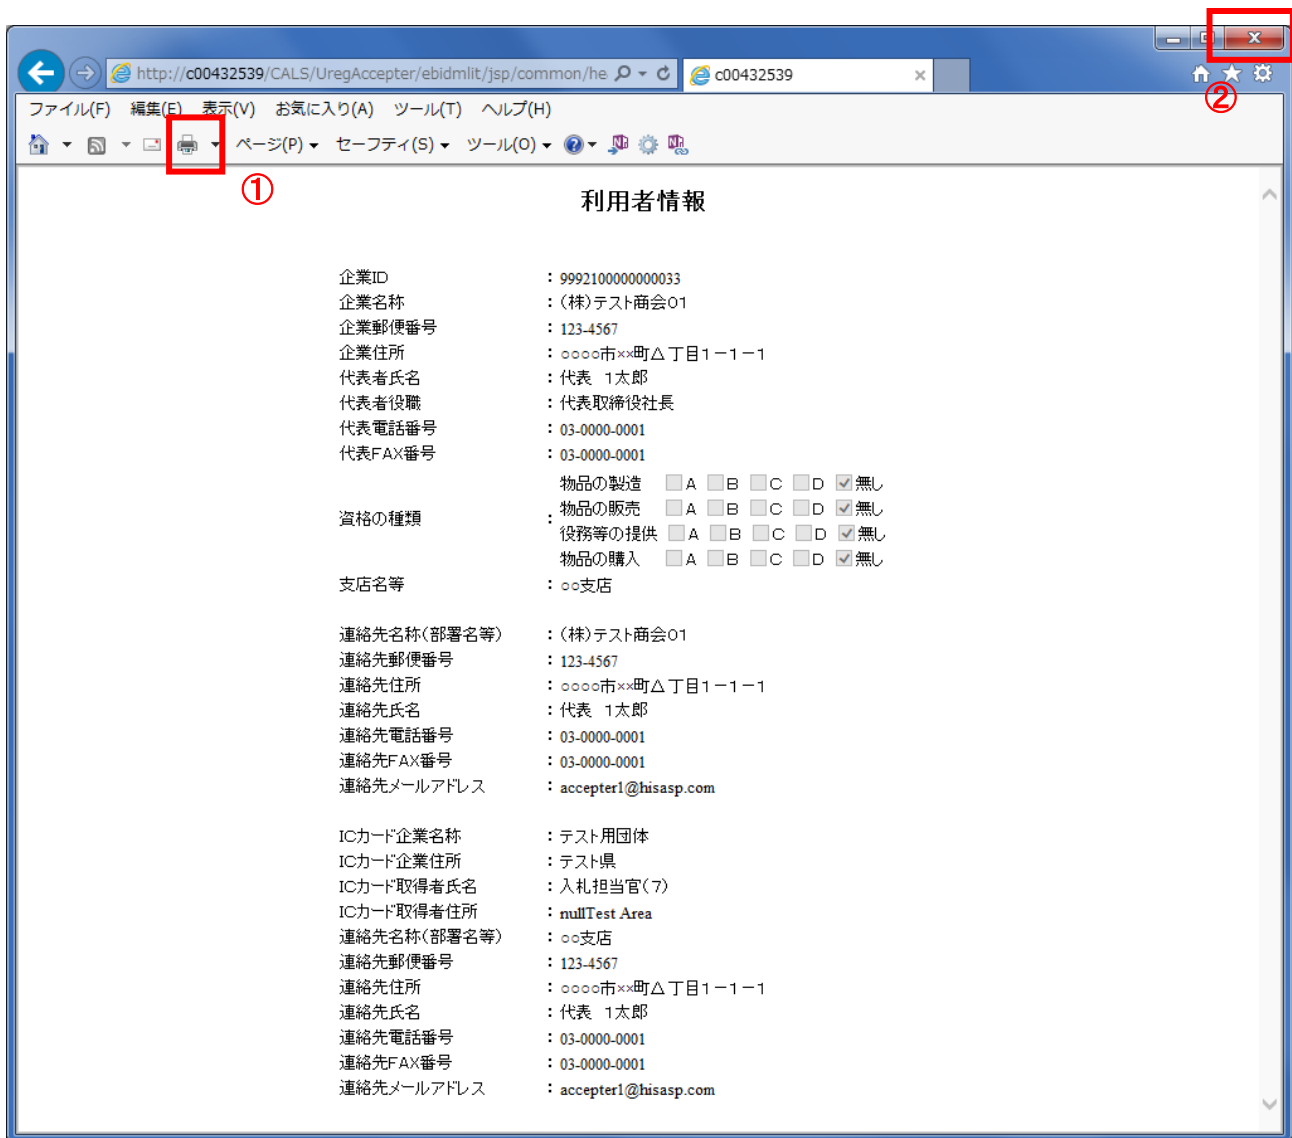 http://c00432539/CALS/UregAccepter/ebidmlit/jsp/common/he
c00432539
②
ファイル(F) 編集(E) 表示(V) お気に入り(A) ツール(T) ヘルプ(H)
ページ(P) セーフティ(S) ツール(O)
①
利用者情報
企業ID : 9992100000000033
企業名称 : (株)テスト商会01
企業郵便番号 : 123-4567
企業住所 : ○○○○市××町△丁目1-1-1
代表者氏名 : 代表 1太郎
代表者役職 : 代表取締役社長
代表電話番号 : 03-0000-0001
代表FAX番号 : 03-0000-0001
資格の種類 :
物品の製造 A B C D 無し
物品の販売 A B C D 無し
役務等の提供 A B C D 無し
物品の購入 A B C D 無し
支店名等 : ○○支店
連絡先名称(部署名等) : (株)テスト商会01
連絡先郵便番号 : 123-4567
連絡先住所 : ○○○○市××町△丁目1-1-1
連絡先氏名 : 代表 1太郎
連絡先電話番号 : 03-0000-0001
連絡先FAX番号 : 03-0000-0001
連絡先メールアドレス : accepter1@hisasp.com
ICカード企業名称 : テスト用団体
ICカード企業住所 : テスト県
ICカード取得者氏名 : 入札担当官(7)
ICカード取得者住所 : nullTest Area
連絡先名称(部署名等) : ○○支店
連絡先郵便番号 : 123-4567
連絡先住所 : ○○○○市××町△丁目1-1-1
連絡先氏名 : 代表 1太郎
連絡先電話番号 : 03-0000-0001
連絡先FAX番号 : 03-0000-0001
連絡先メールアドレス : accepter1@hisasp.com